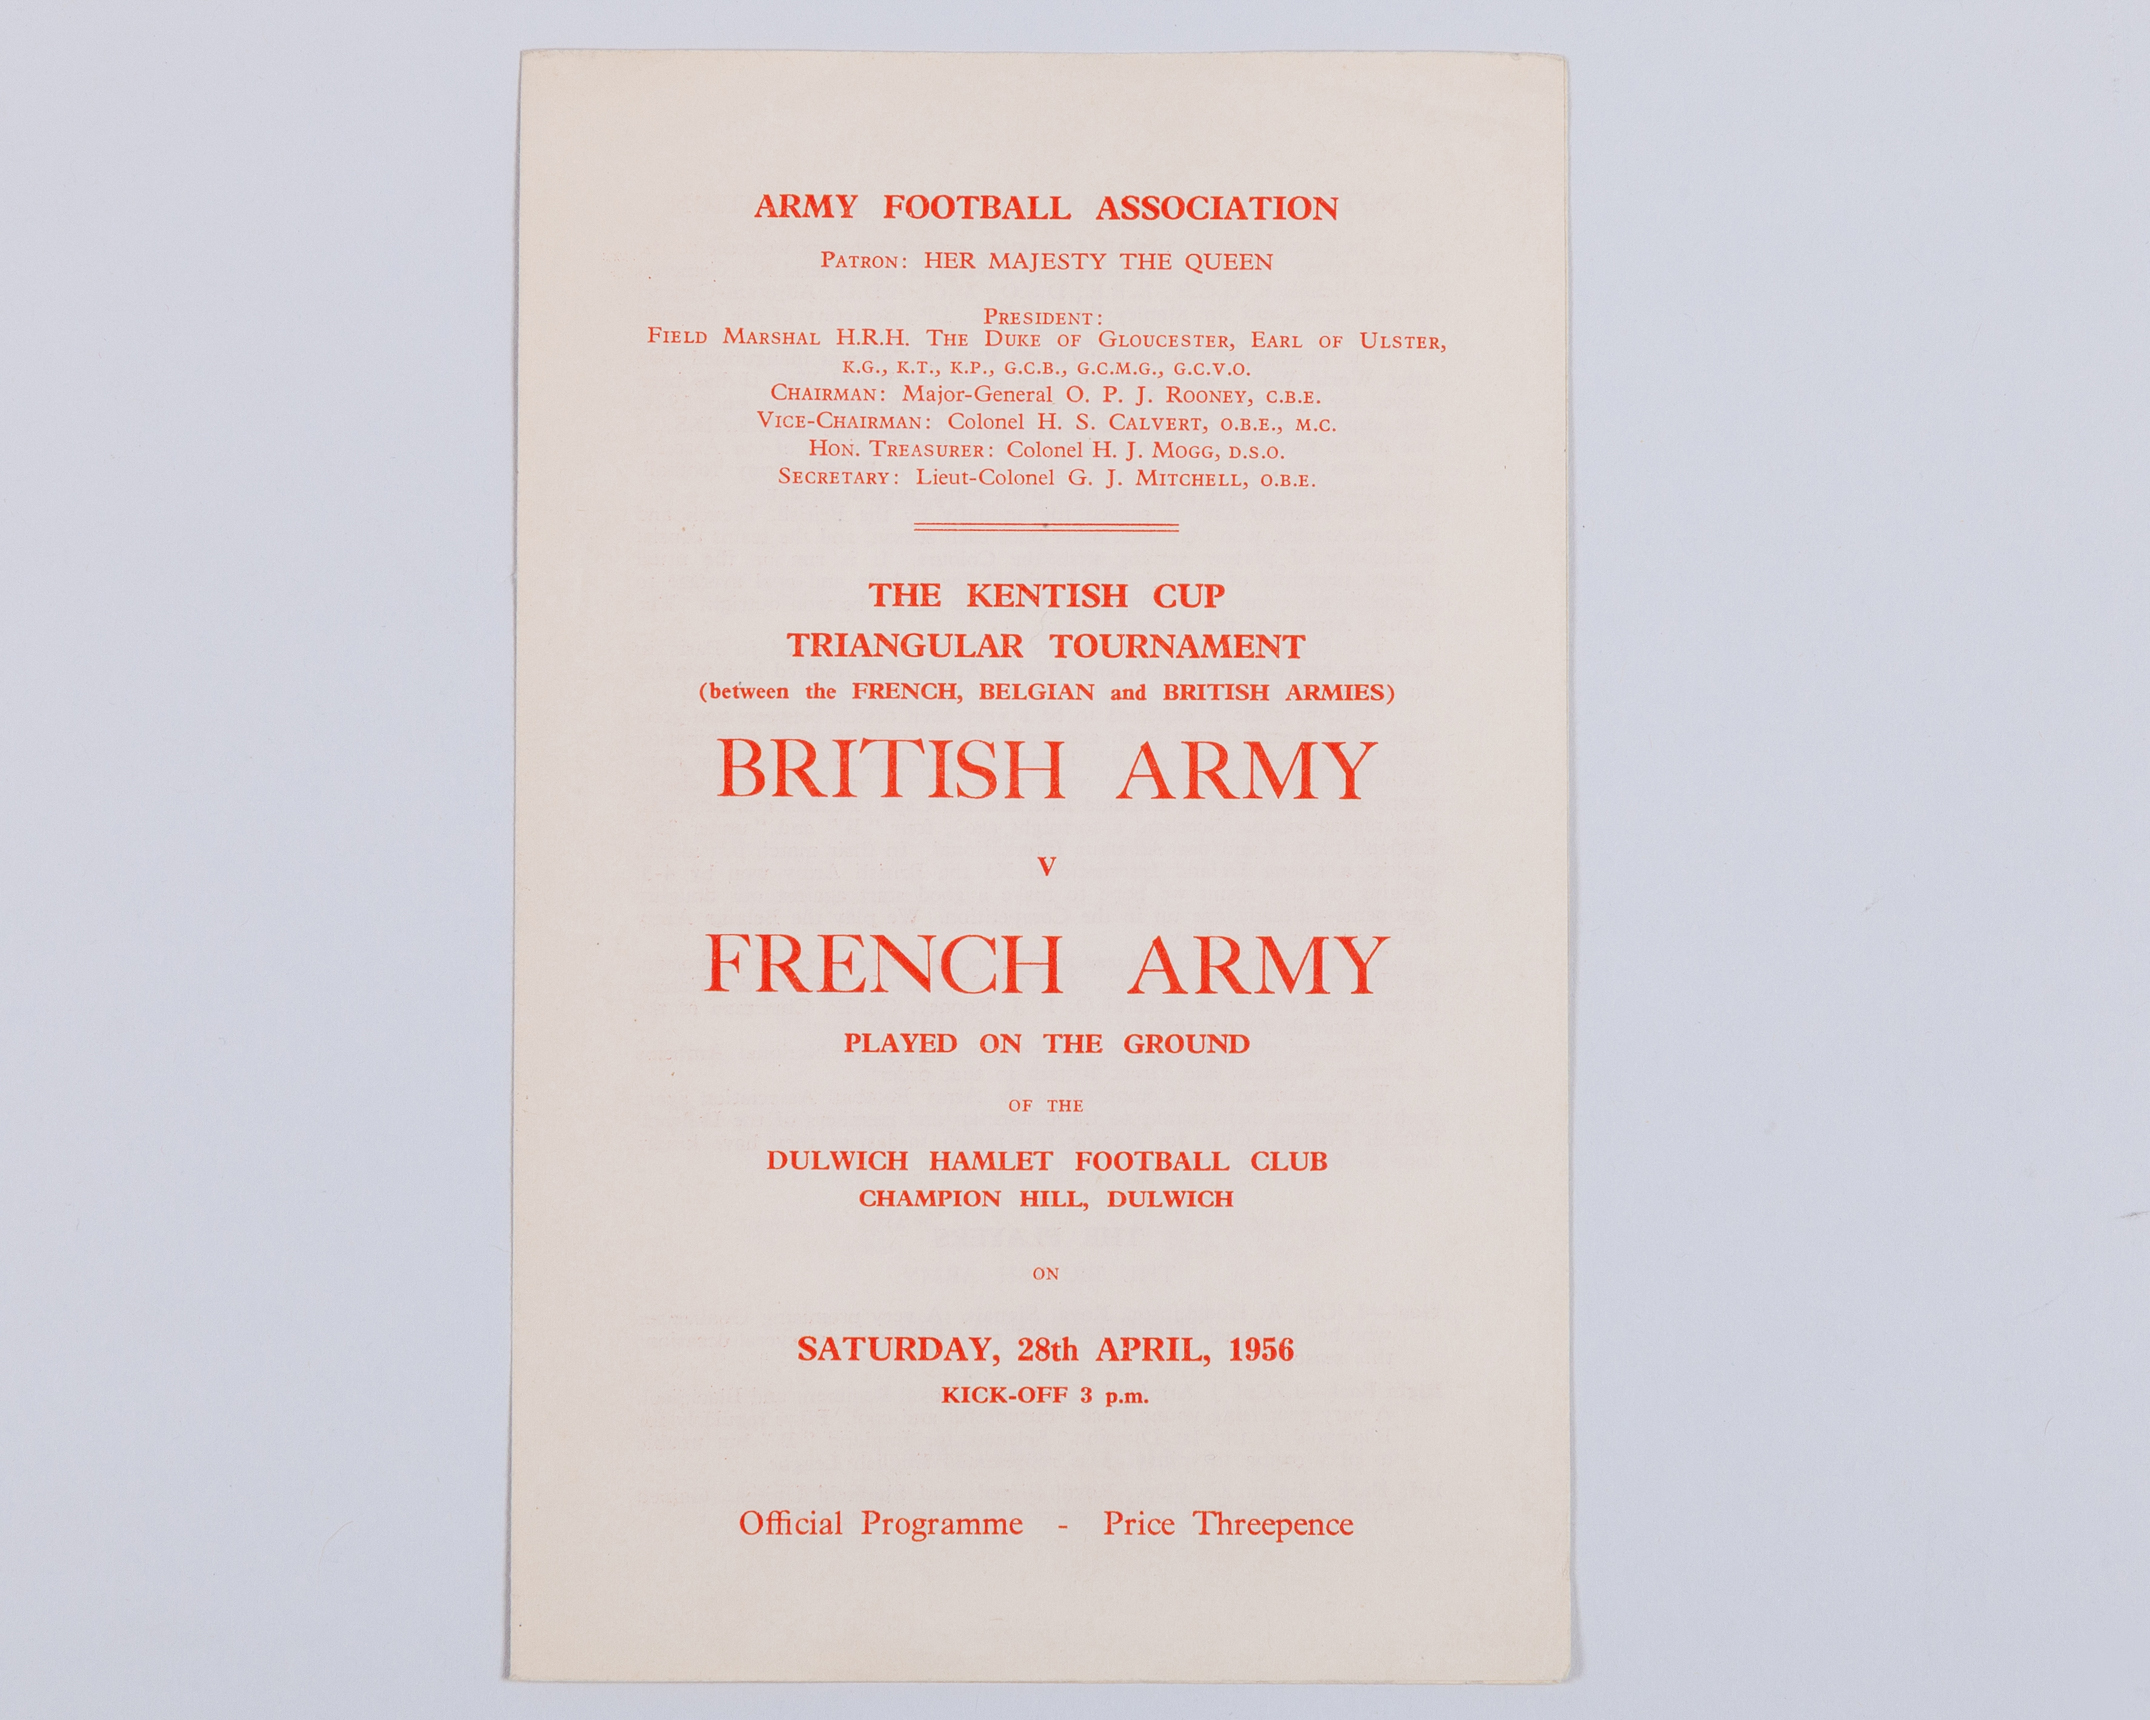 ARMY FOOTBALL ASSOCIATION
PATRON: HER MAJESTY THE QUEEN
PRESIDENT:
FIELD MARSHAL H.R.H. THE DUKE OF GLOUCESTER, EARL OF ULSTER,
K.G., K.T., K.P., G.C.B., G.C.M.G., G.C.V.O.
CHAIRMAN: Major-General O. P. J. ROONEY, C.B.E.
VICE-CHAIRMAN: Colonel H. S. CALVERT, O.B.E., M.C.
HON. TREASURER: Colonel H. J. MOGG, D.S.O.
SECRETARY: Lieut-Colonel G. J. MITCHELL, O.B.E.
THE KENTISH CUP
TRIANGULAR TOURNAMENT
(between the FRENCH, BELGIAN and BRITISH ARMIES)
BRITISH ARMY
V
FRENCH ARMY
PLAYED ON THE GROUND
OF THE
DULWICH HAMLET FOOTBALL CLUB
CHAMPION HILL, DULWICH
ON
SATURDAY, 28th APRIL, 1956
KICK-OFF 3 p.m.
Official Programme - Price Threepence